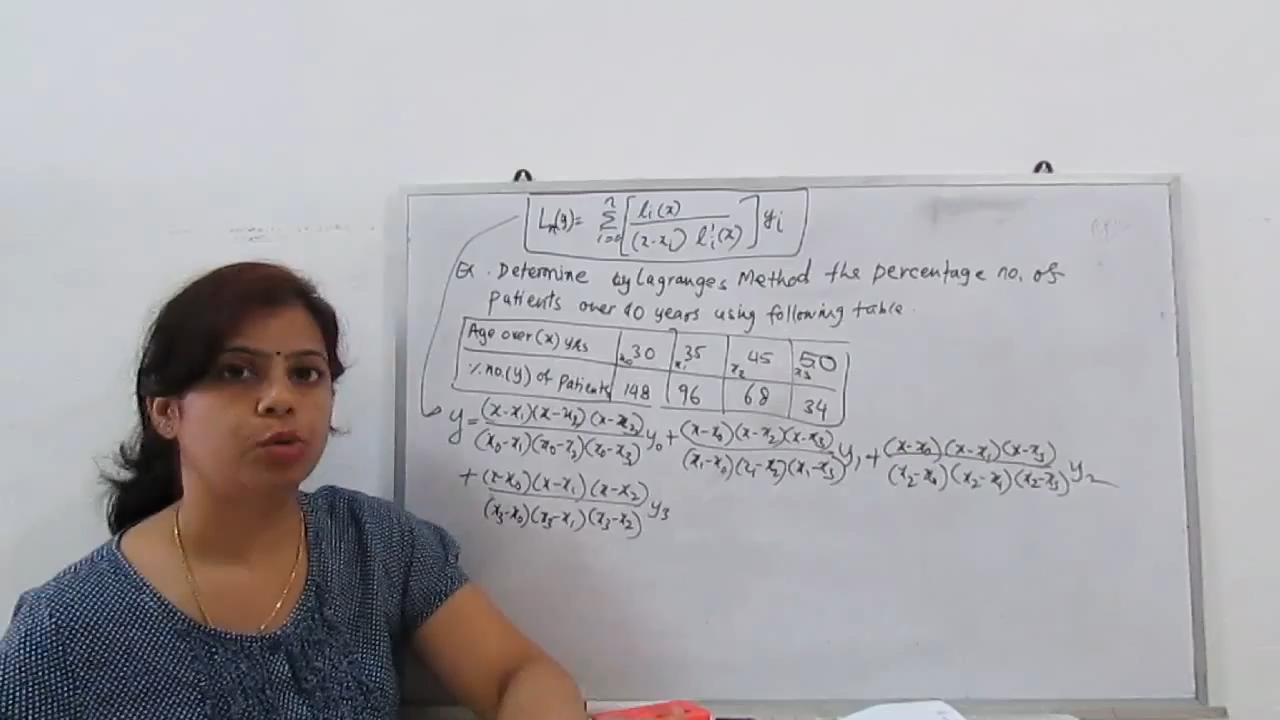 Lₙ(y) = Σ_{i=0}^{n} [ lᵢ(x) / (x-xᵢ) lᵢ'(x) ] yᵢ
Ex. Determine by Lagranges Method the percentage no. of
patients over 40 years using following table.
Age over (x) yrs | x₀ 30 | x₁ 35 | x₂ 45 | x₃ 50
% no. (y) of Patients | 148 | 96 | 68 | 34
y = (x-x₁)(x-x₂)(x-x₃) / (x₀-x₁)(x₀-x₂)(x₀-x₃) y₀ + (x-x₀)(x-x₂)(x-x₃) / (x₁-x₀)(x₁-x₂)(x₁-x₃) y₁ + (x-x₀)(x-x₁)(x-x₃) / (x₂-x₀)(x₂-x₁)(x₂-x₃) y₂
+ (x-x₀)(x-x₁)(x-x₂) / (x₃-x₀)(x₃-x₁)(x₃-x₂) y₃